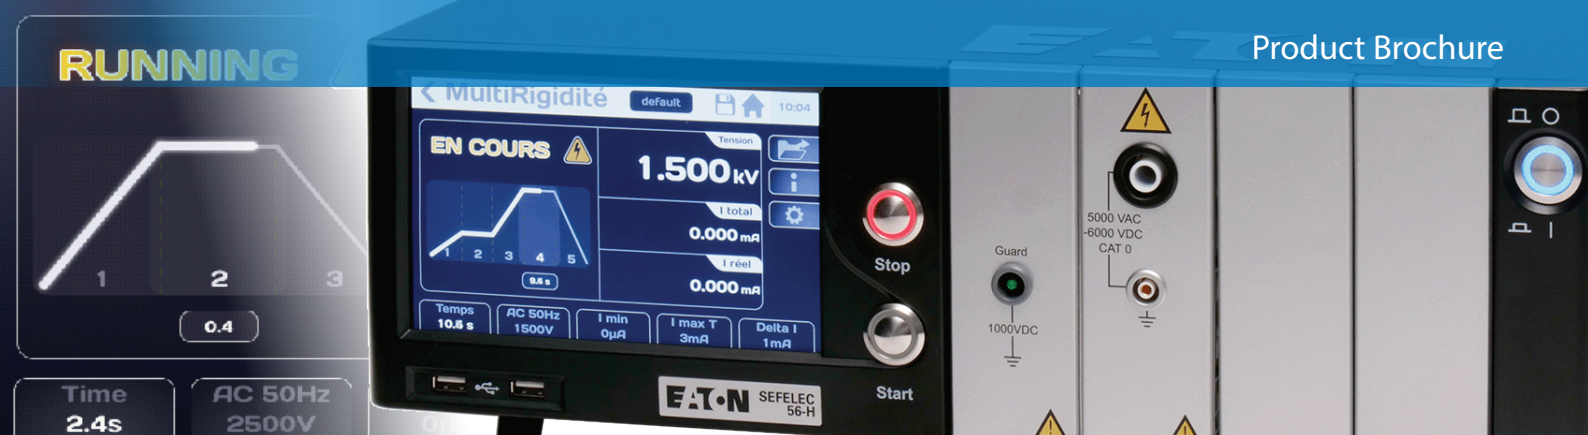 Product Brochure
RUNNING
1 2 3
0.4
Time
2.4s
AC 50Hz
2500V
MultiRigidité
default
10:04
EN COURS
1 2 3 4 5
9.6 s
Tension
1.500 kV
I total
0.000 mA
I réel
0.000 mA
Temps
10.6 s
AC 50Hz
1500V
I min
0µA
I max T
3mA
Delta I
1mA
EATON
SEFELEC
56-H
Stop
Start
EATON
Guard
1000VDC
5000 VAC
-6000 VDC
CAT 0